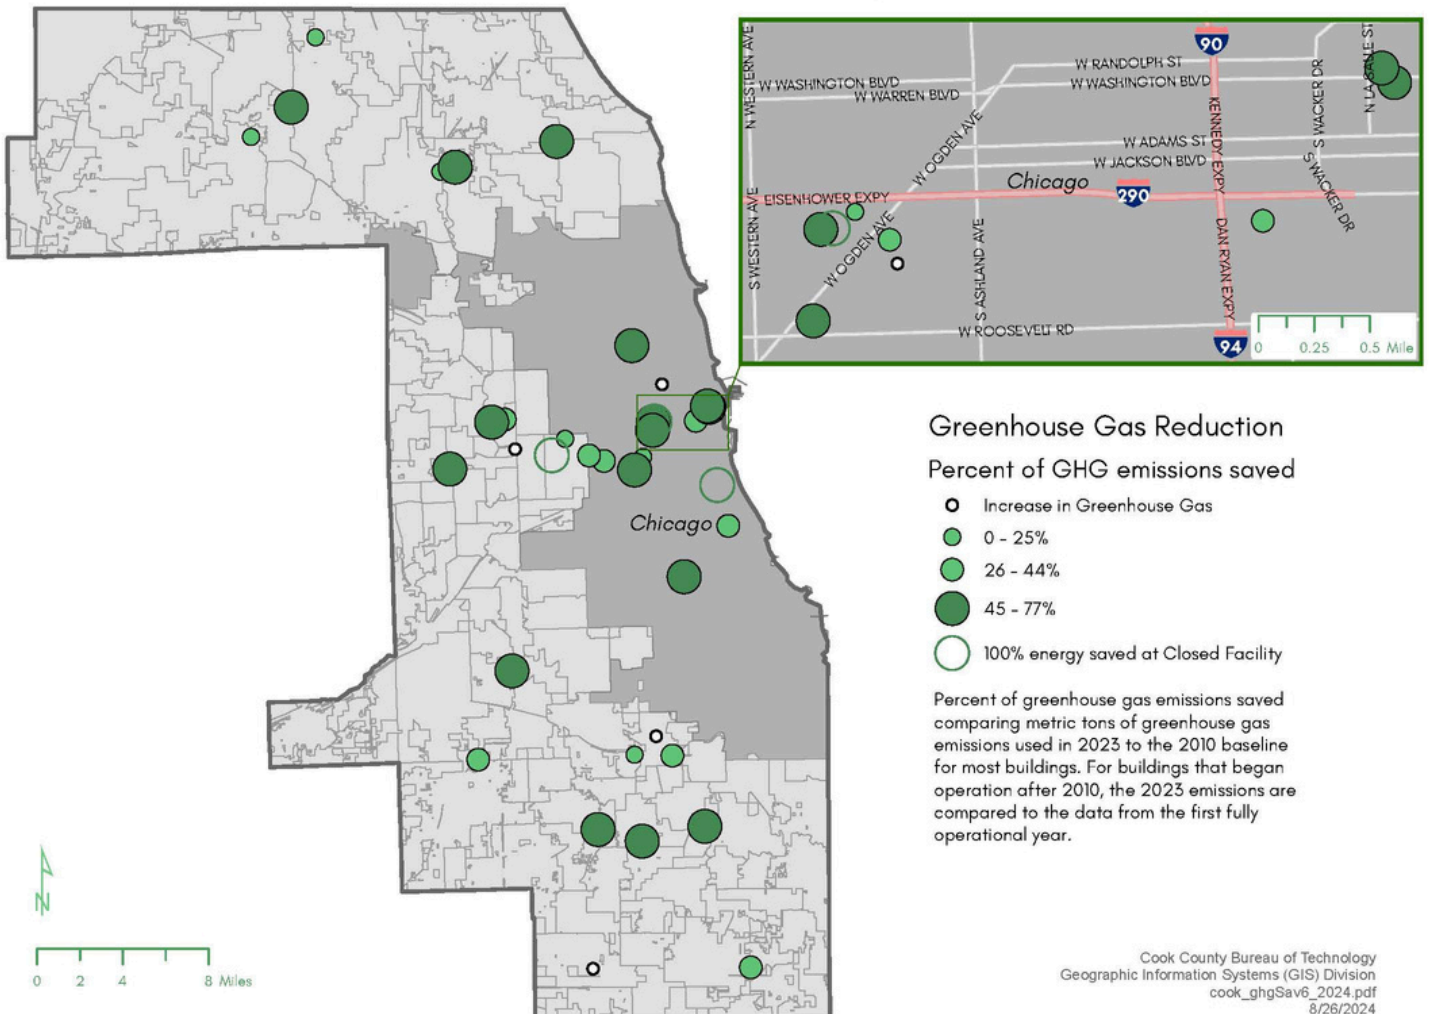 N WESTERN AVE
W WASHINGTON BLVD
W WARREN BLVD
W OGDEN AVE
W RANDOLPH ST
W WASHINGTON BLVD
90
KENNEDY EXPY
S WACKER DR
N LASALLE ST
W ADAMS ST
W JACKSON BLVD
Chicago
290
S WACKER DR
EISENHOWER EXPY
S WESTERN AVE
W OGDEN AVE
S ASHLAND AVE
DAN RYAN EXPY
W ROOSEVELT RD
94
0 0.25 0.5 Mile
Chicago
Greenhouse Gas Reduction
Percent of GHG emissions saved
Increase in Greenhouse Gas
0 - 25%
26 - 44%
45 - 77%
100% energy saved at Closed Facility
Percent of greenhouse gas emissions saved
comparing metric tons of greenhouse gas
emissions used in 2023 to the 2010 baseline
for most buildings. For buildings that began
operation after 2010, the 2023 emissions are
compared to the data from the first fully
operational year.
N
0 2 4 8 Miles
Cook County Bureau of Technology
Geographic Information Systems (GIS) Division
cook_ghgSav6_2024.pdf
8/26/2024